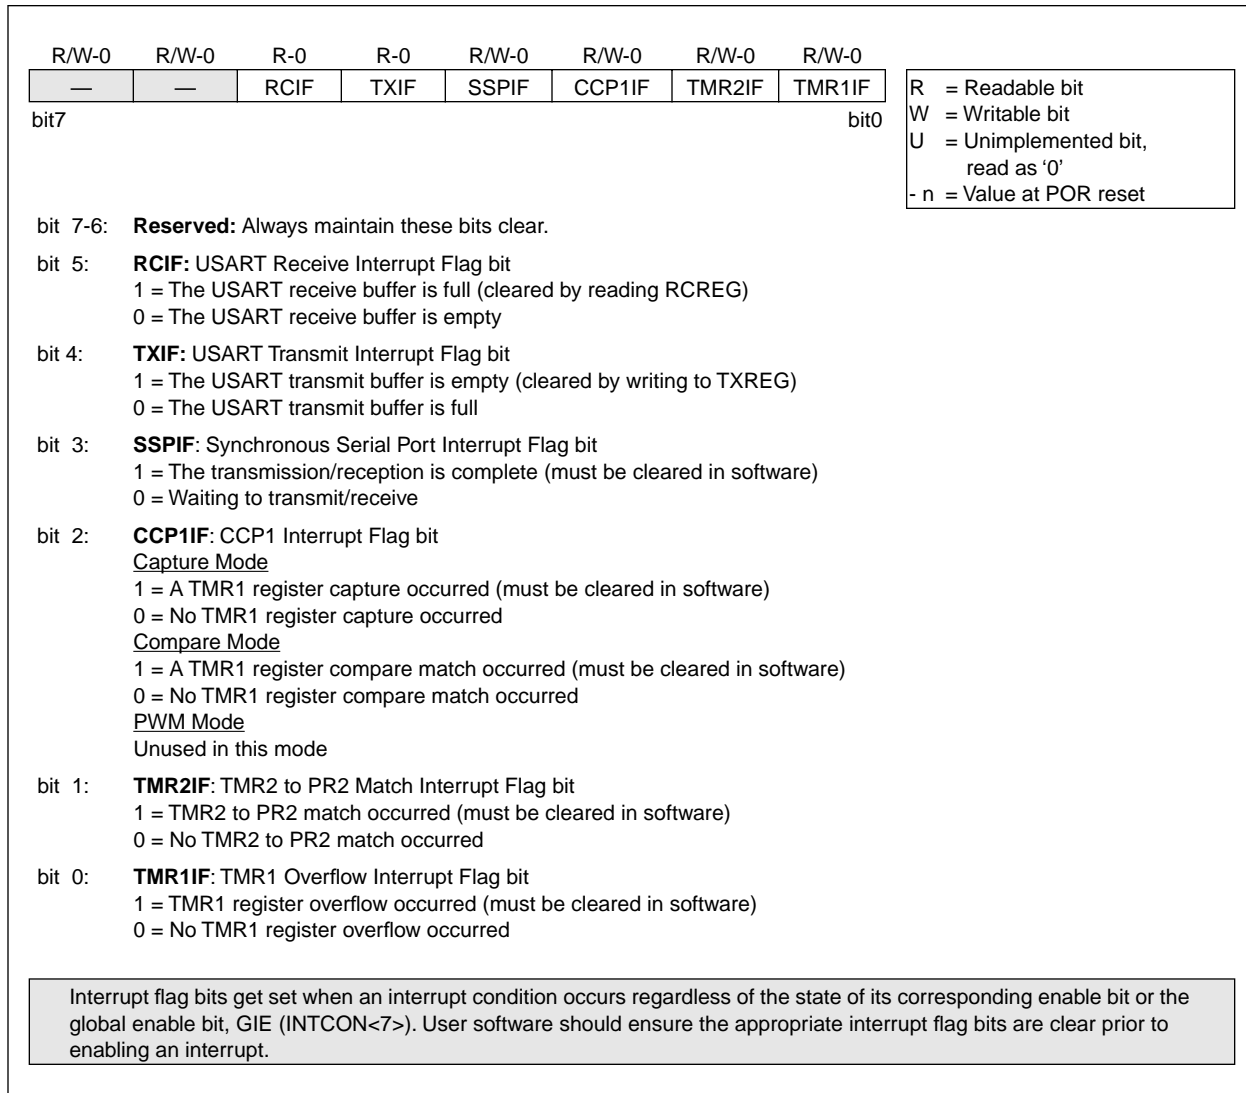 R/W-0 R/W-0 R-0 R-0 R/W-0 R/W-0 R/W-0 R/W-0
— — RCIF TXIF SSPIF CCP1IF TMR2IF TMR1IF
bit7 bit0
R = Readable bit
W = Writable bit
U = Unimplemented bit,
read as ‘0’
- n = Value at POR reset
bit 7-6: Reserved: Always maintain these bits clear.
bit 5: RCIF: USART Receive Interrupt Flag bit
1 = The USART receive buffer is full (cleared by reading RCREG)
0 = The USART receive buffer is empty
bit 4: TXIF: USART Transmit Interrupt Flag bit
1 = The USART transmit buffer is empty (cleared by writing to TXREG)
0 = The USART transmit buffer is full
bit 3: SSPIF: Synchronous Serial Port Interrupt Flag bit
1 = The transmission/reception is complete (must be cleared in software)
0 = Waiting to transmit/receive
bit 2: CCP1IF: CCP1 Interrupt Flag bit
Capture Mode
1 = A TMR1 register capture occurred (must be cleared in software)
0 = No TMR1 register capture occurred
Compare Mode
1 = A TMR1 register compare match occurred (must be cleared in software)
0 = No TMR1 register compare match occurred
PWM Mode
Unused in this mode
bit 1: TMR2IF: TMR2 to PR2 Match Interrupt Flag bit
1 = TMR2 to PR2 match occurred (must be cleared in software)
0 = No TMR2 to PR2 match occurred
bit 0: TMR1IF: TMR1 Overflow Interrupt Flag bit
1 = TMR1 register overflow occurred (must be cleared in software)
0 = No TMR1 register overflow occurred
Interrupt flag bits get set when an interrupt condition occurs regardless of the state of its corresponding enable bit or the
global enable bit, GIE (INTCON<7>). User software should ensure the appropriate interrupt flag bits are clear prior to
enabling an interrupt.